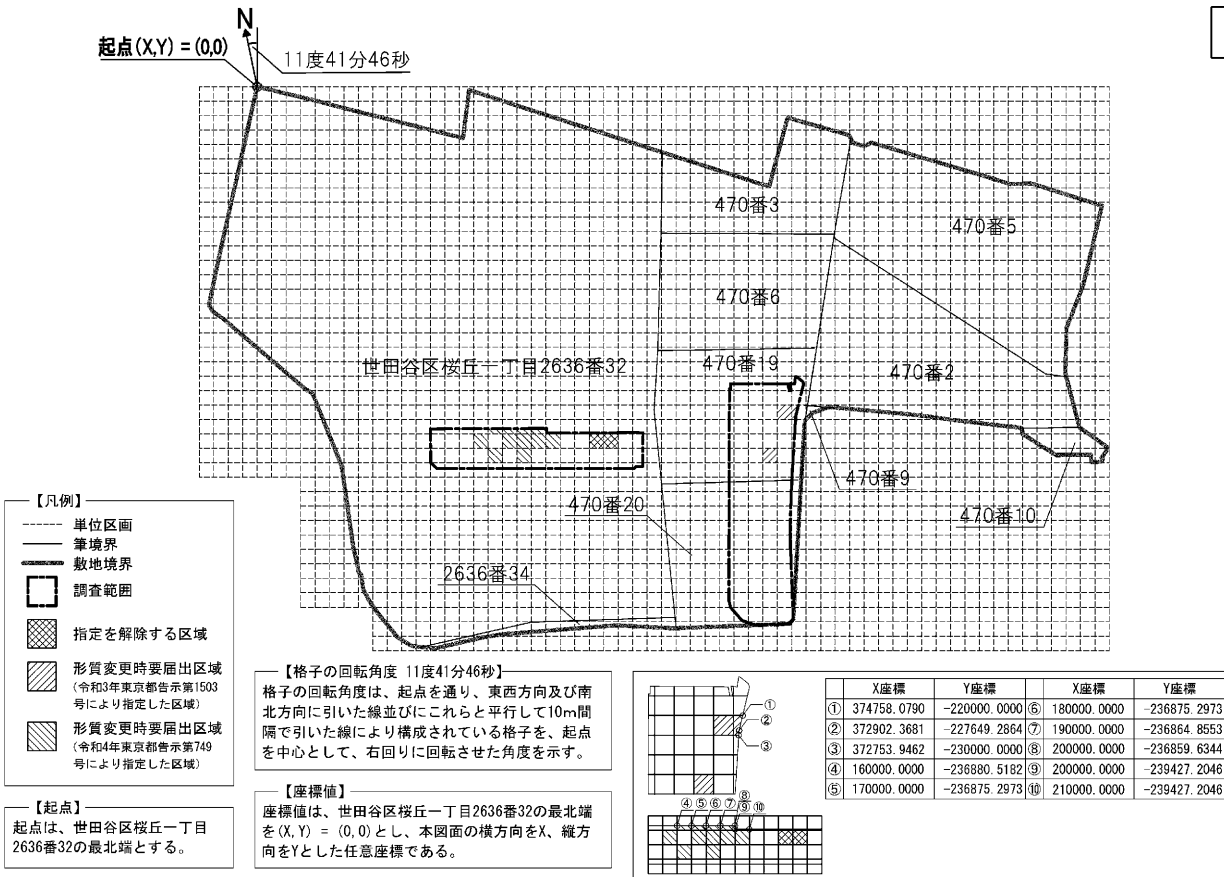 N
起点(X,Y) = (0,0)
11度41分46秒
470番3
470番5
470番6
世田谷区桜丘一丁目2636番32
470番19
470番2
470番9
470番20
470番10
2636番34
【凡例】
単位区画
筆境界
敷地境界
調査範囲
指定を解除する区域
形質変更時要届出区域
(令和3年東京都告示第1503
号により指定した区域)
形質変更時要届出区域
(令和4年東京都告示第749
号により指定した区域)
【起点】
起点は、世田谷区桜丘一丁目
2636番32の最北端とする。
【格子の回転角度 11度41分46秒】
格子の回転角度は、起点を通り、東西方向及び南
北方向に引いた線並びにこれらと平行して10m間
隔で引いた線により構成されている格子を、起点
を中心として、右回りに回転させた角度を示す。
【座標値】
座標値は、世田谷区桜丘一丁目2636番32の最北端
を(X, Y) = (0, 0)とし、本図面の横方向をX、縦方
向をYとした任意座標である。
①
②
③
⑧
④ ⑤ ⑥ ⑦ ⑨ ⑩
X座標 Y座標 X座標 Y座標
① 374758.0790 -220000.0000 ⑥ 180000.0000 -236875.2973
② 372902.3681 -227649.2864 ⑦ 190000.0000 -236864.8553
③ 372753.9462 -230000.0000 ⑧ 200000.0000 -236859.6344
④ 160000.0000 -236880.5182 ⑨ 200000.0000 -239427.2046
⑤ 170000.0000 -236875.2973 ⑩ 210000.0000 -239427.2046